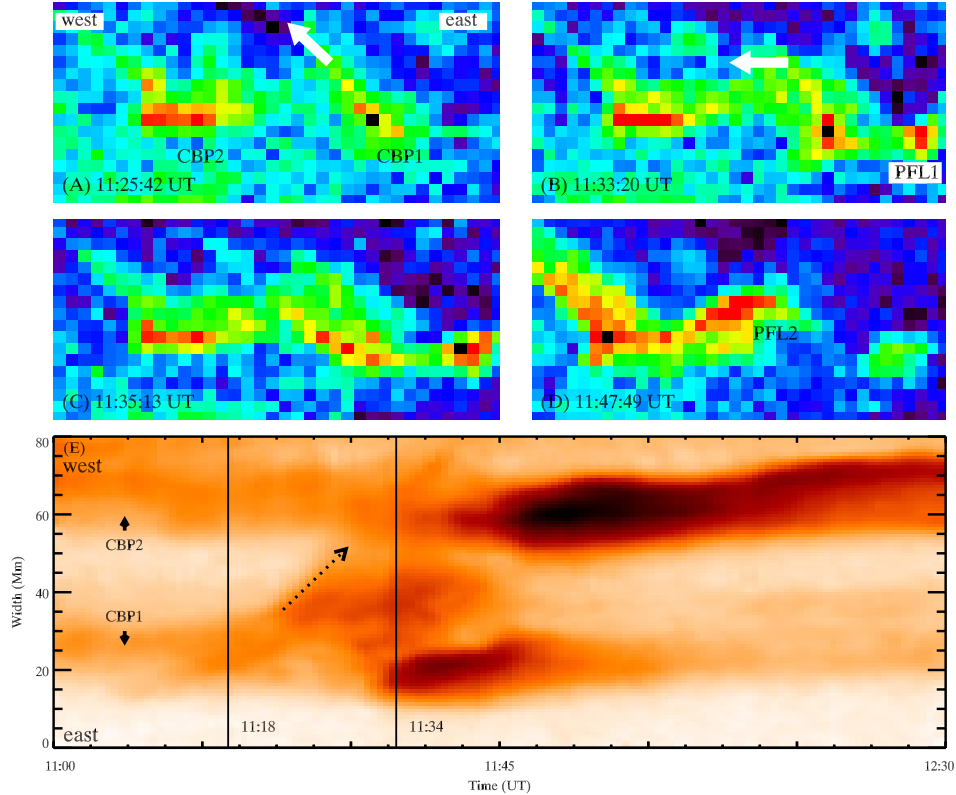 west east
CBP2 CBP1
(A) 11:25:42 UT
PFL1
(B) 11:33:20 UT
(C) 11:35:13 UT
PFL2
(D) 11:47:49 UT
(E)
west
CBP2
CBP1
11:18 11:34
east
80
60
40
20
0
Width (Mm)
11:00 11:45 12:30
Time (UT)